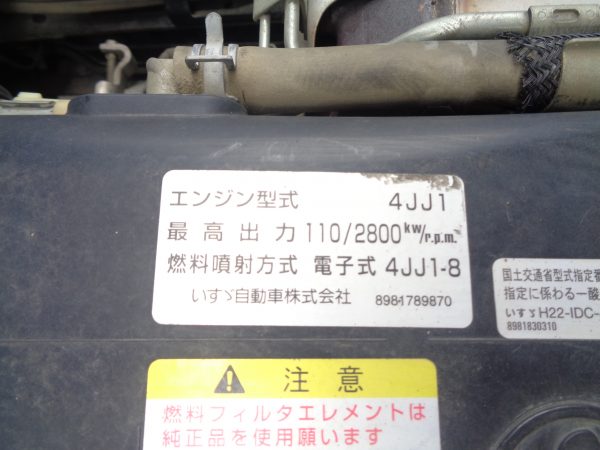 エンジン型式 4JJ1
最高出力 110/2800kw/r.p.m.
燃料噴射方式 電子式 4JJ1-8
いすゞ自動車株式会社 8981789870
国土交通省型式指定番
指定に係わる一酸
いすゞH22-IDC-
8981830310
注意
燃料フィルタエレメントは
純正品を使用願います